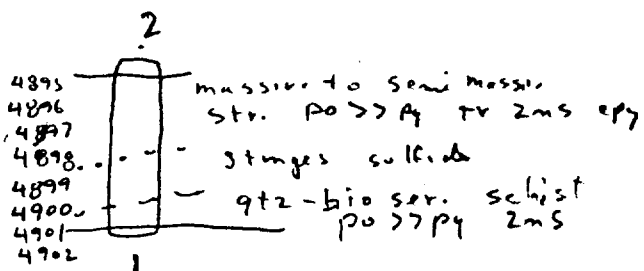 2
4895 massive to semi massive
4896 str. po >> py tr ZnS cpy
4897
4898 stringers sulfide
4899
4900 qtz-bio ser. schist
4901 po >> py ZnS
4902
1